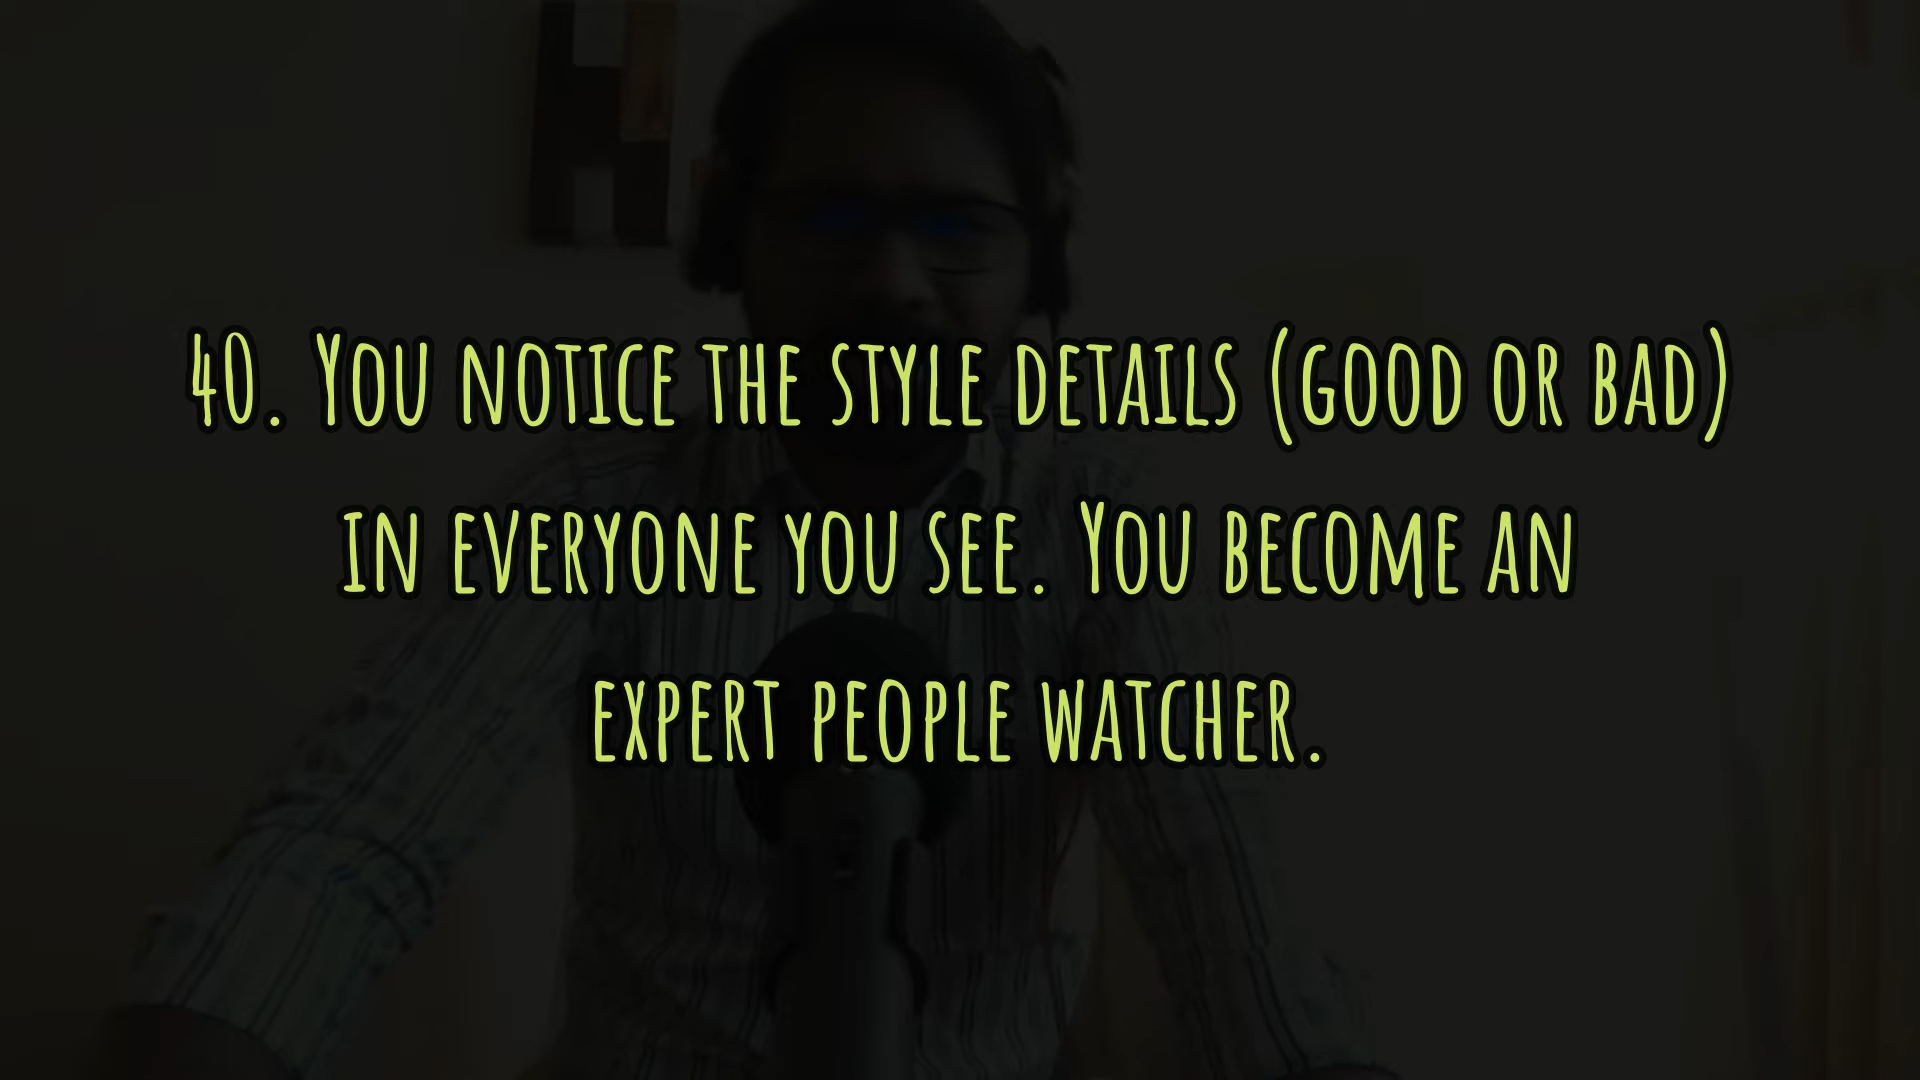 40. You notice the style details (good or bad)
in everyone you see. You become an
expert people watcher.